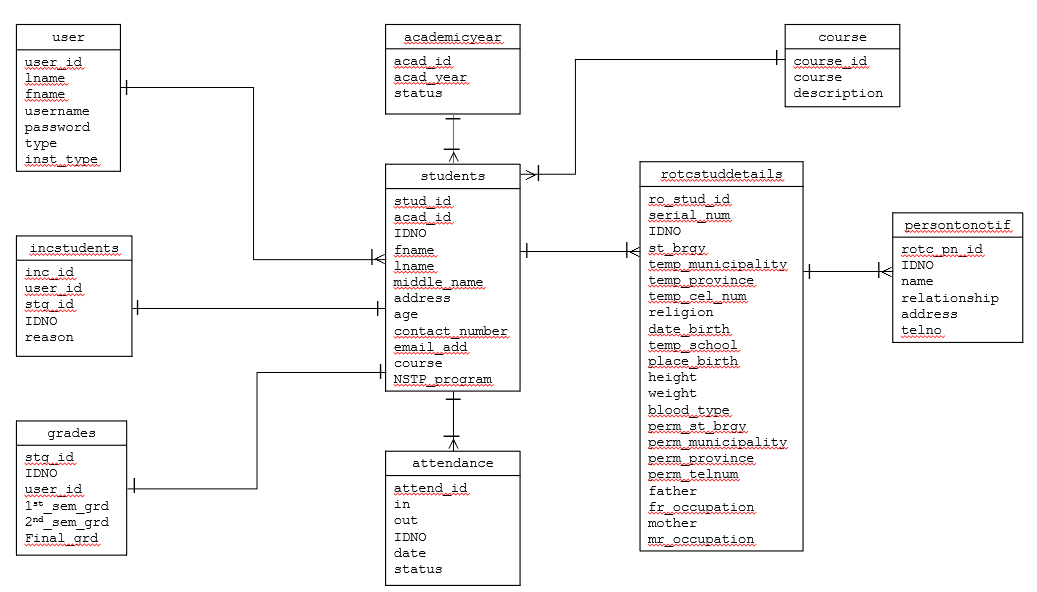 user
user_id
lname
fname
username
password
type
inst_type
academicyear
acad_id
acad_year
status
course
course_id
course
description
students
stud_id
acad_id
IDNO
fname
lname
middle_name
address
age
contact_number
email_add
course
NSTP_program
rotcstuddetails
ro_stud_id
serial_num
IDNO
st_brgy
temp_municipality
temp_province
temp_cel_num
religion
date_birth
temp_school
place_birth
height
weight
blood_type
perm_st_brgy
perm_municipality
perm_province
perm_telnum
father
fr_occupation
mother
mr_occupation
persontonotif
rotc_pn_id
IDNO
name
relationship
address
telno
incstudents
inc_id
user_id
stg_id
IDNO
reason
grades
stg_id
IDNO
user_id
1st_sem_grd
2nd_sem_grd
Final_grd
attendance
attend_id
in
out
IDNO
date
status